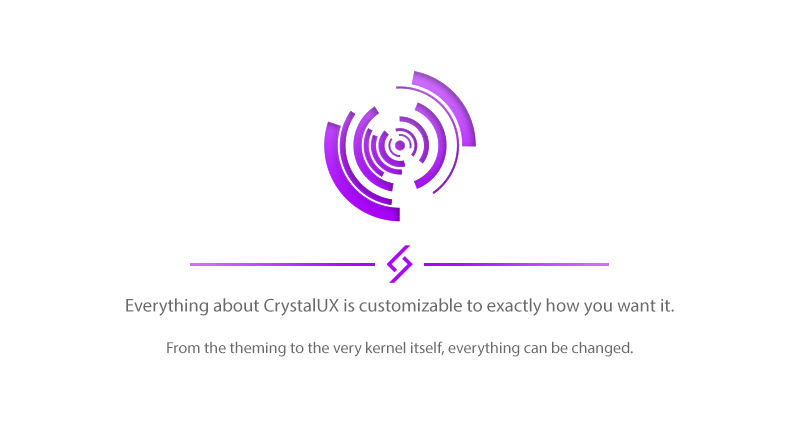 Everything about CrystalUX is customizable to exactly how you want it.
From the theming to the very kernel itself, everything can be changed.